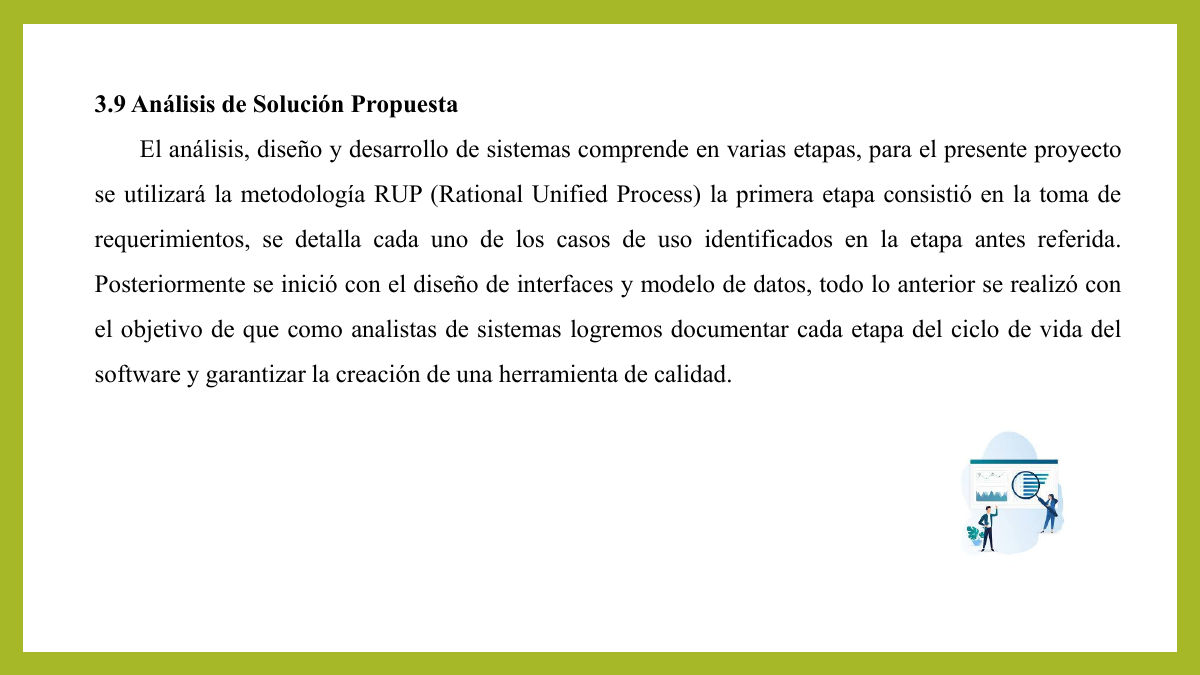 3.9 Análisis de Solución Propuesta
El análisis, diseño y desarrollo de sistemas comprende en varias etapas, para el presente proyecto
se utilizará la metodología RUP (Rational Unified Process) la primera etapa consistió en la toma de
requerimientos, se detalla cada uno de los casos de uso identificados en la etapa antes referida.
Posteriormente se inició con el diseño de interfaces y modelo de datos, todo lo anterior se realizó con
el objetivo de que como analistas de sistemas logremos documentar cada etapa del ciclo de vida del
software y garantizar la creación de una herramienta de calidad.